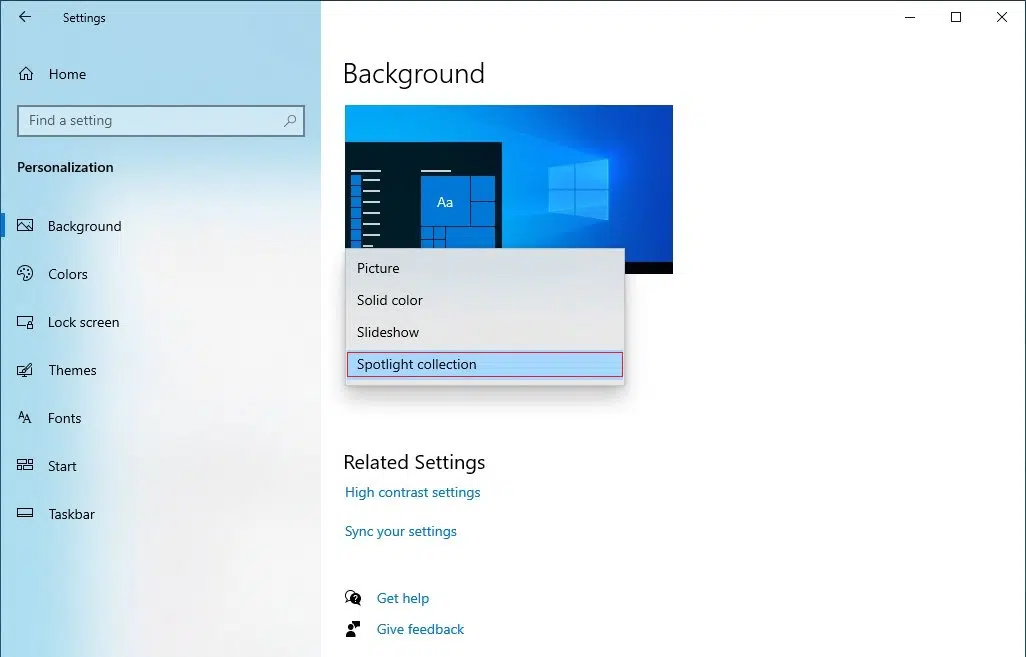 Settings
Home
Find a setting
Personalization
Background
Colors
Lock screen
Themes
Fonts
Start
Taskbar
Background
Aa
Picture
Solid color
Slideshow
Spotlight collection
Related Settings
High contrast settings
Sync your settings
Get help
Give feedback